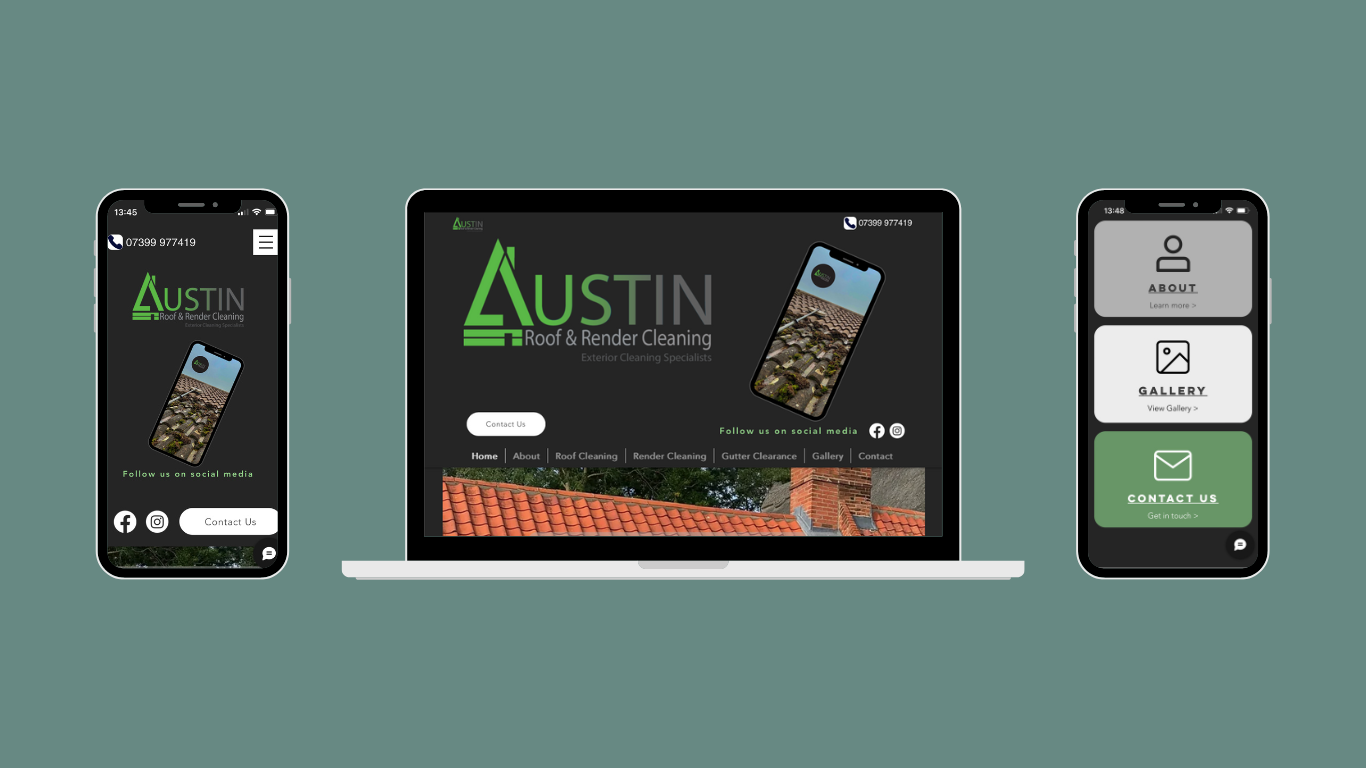 13:45
07399 977419
AUSTIN
Roof & Render Cleaning
Exterior Cleaning Specialists
Follow us on social media
Contact Us
AUSTIN
07399 977419
AUSTIN
Roof & Render Cleaning
Exterior Cleaning Specialists
Contact Us
Follow us on social media
Home About Roof Cleaning Render Cleaning Gutter Clearance Gallery Contact
13:48
ABOUT
Learn more >
GALLERY
View Gallery >
CONTACT US
Get in touch >